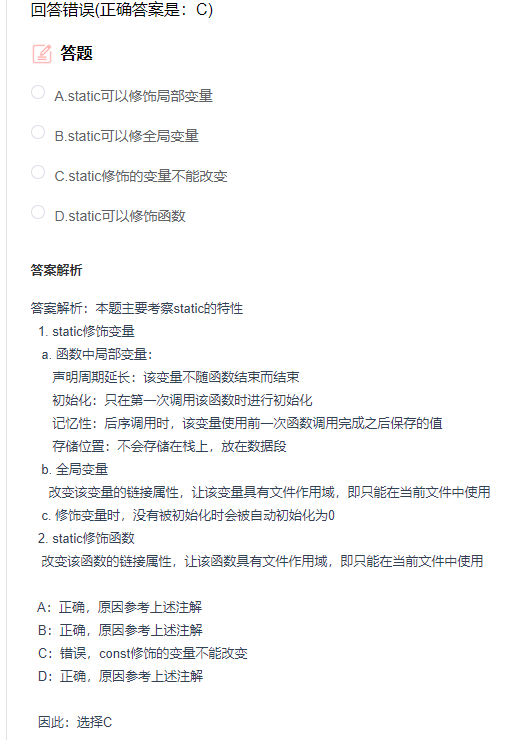 回答错误(正确答案是：C)
答题
A.static可以修饰局部变量
B.static可以修全局变量
C.static修饰的变量不能改变
D.static可以修饰函数
答案解析
答案解析：本题主要考察static的特性
1. static修饰变量
a. 函数中局部变量：
声明周期延长：该变量不随函数结束而结束
初始化：只在第一次调用该函数时进行初始化
记忆性：后序调用时，该变量使用前一次函数调用完成之后保存的值
存储位置：不会存储在栈上，放在数据段
b. 全局变量
改变该变量的链接属性，让该变量具有文件作用域，即只能在当前文件中使用
c. 修饰变量时，没有被初始化时会被自动初始化为0
2. static修饰函数
改变该函数的链接属性，让该函数具有文件作用域，即只能在当前文件中使用
A：正确，原因参考上述注解
B：正确，原因参考上述注解
C：错误，const修饰的变量不能改变
D：正确，原因参考上述注解
因此：选择C